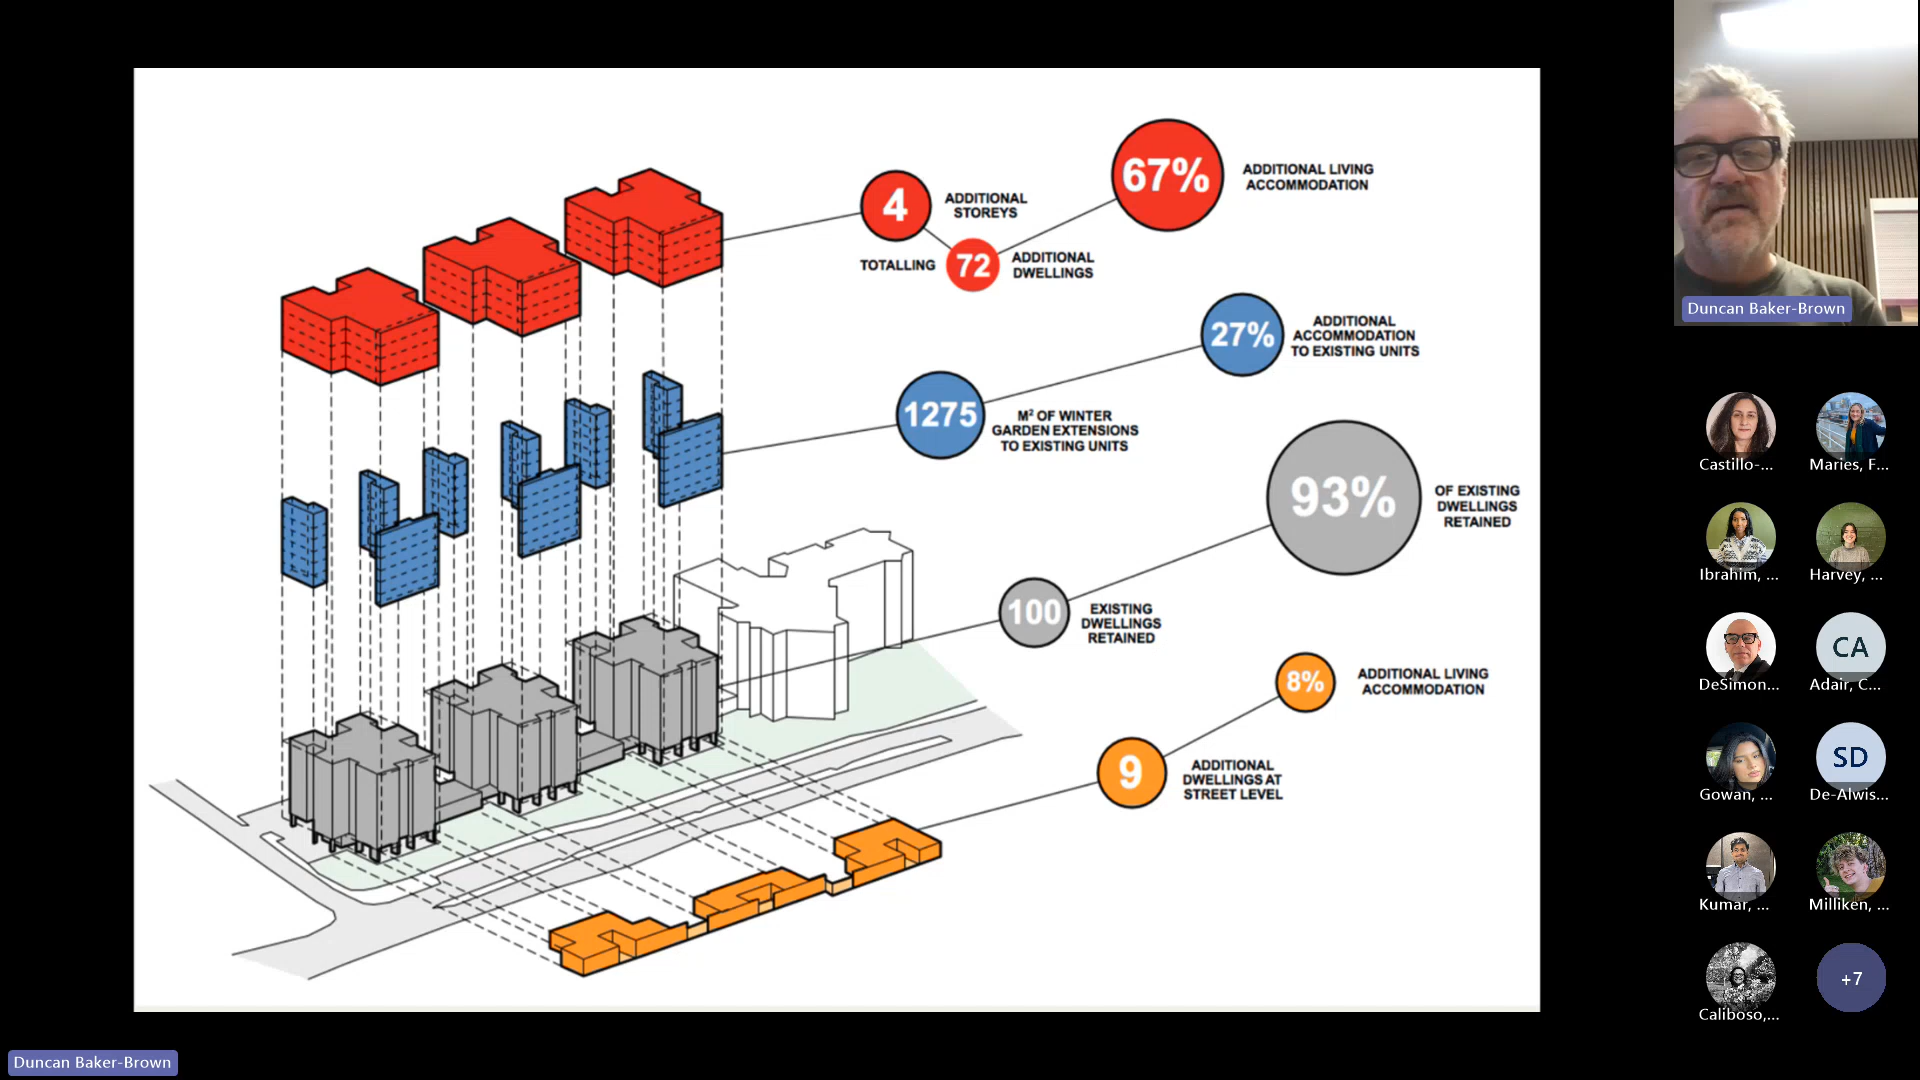 4
ADDITIONAL
STOREYS
TOTALLING
72
ADDITIONAL
DWELLINGS
67%
ADDITIONAL LIVING
ACCOMMODATION
1275
M² OF WINTER
GARDEN EXTENSIONS
TO EXISTING UNITS
27%
ADDITIONAL
ACCOMMODATION
TO EXISTING UNITS
100
EXISTING
DWELLINGS
RETAINED
93%
OF EXISTING
DWELLINGS
RETAINED
9
ADDITIONAL
DWELLINGS AT
STREET LEVEL
8%
ADDITIONAL LIVING
ACCOMMODATION
Duncan Baker-Brown
Castillo-...
Maries, F...
Ibrahim, ...
Harvey, ...
DeSimon...
CA
Adair, C...
Gowan, ...
SD
De-Alwis...
Kumar, ...
Milliken, ...
Caliboso,...
+7
Duncan Baker-Brown